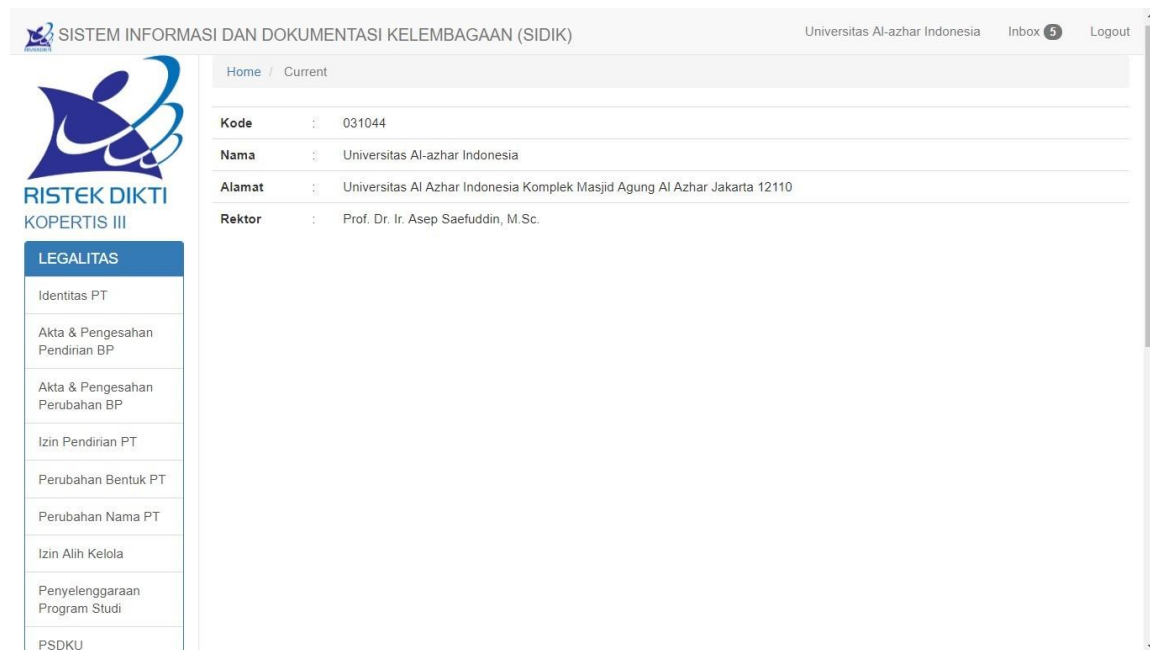 SISTEM INFORMASI DAN DOKUMENTASI KELEMBAGAAN (SIDIK)
Universitas Al-azhar Indonesia Inbox 5 Logout
RISTEK DIKTI
KOPERTIS III
Home / Current
Kode : 031044
Nama : Universitas Al-azhar Indonesia
Alamat : Universitas Al Azhar Indonesia Komplek Masjid Agung Al Azhar Jakarta 12110
Rektor : Prof. Dr. Ir. Asep Saefuddin, M.Sc.
LEGALITAS
Identitas PT
Akta & Pengesahan
Pendirian BP
Akta & Pengesahan
Perubahan BP
Izin Pendirian PT
Perubahan Bentuk PT
Perubahan Nama PT
Izin Alih Kelola
Penyelenggaraan
Program Studi
PSDKU